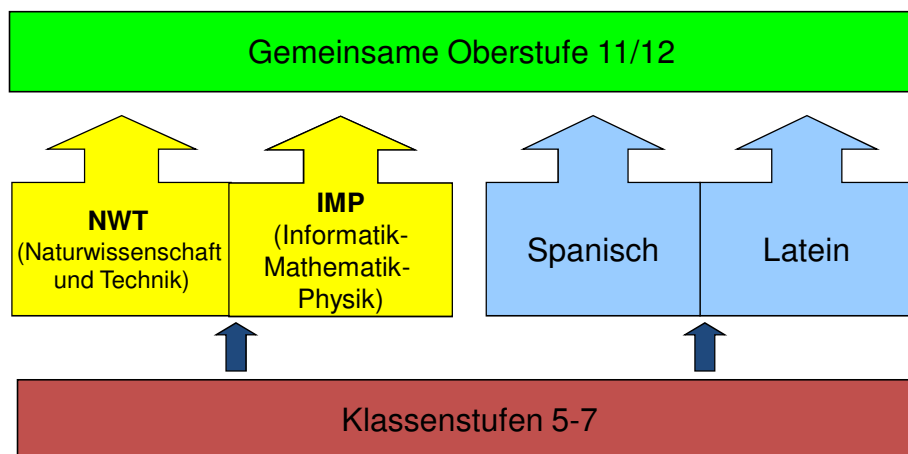 Gemeinsame Oberstufe 11/12
NWT
(Naturwissenschaft
und Technik)
IMP
(Informatik-
Mathematik-
Physik)
Spanisch
Latein
Klassenstufen 5-7